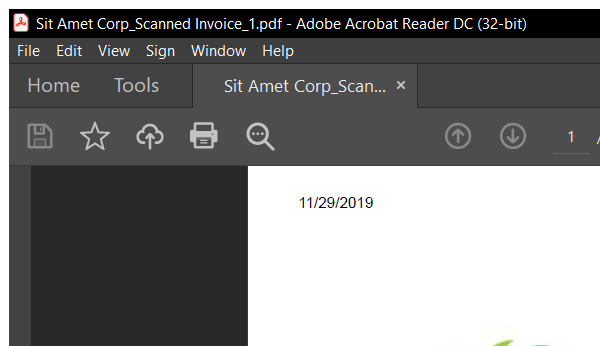 Sit Amet Corp_Scanned Invoice_1.pdf - Adobe Acrobat Reader DC (32-bit)
File Edit View Sign Window Help
Home Tools Sit Amet Corp_Scan... ×
1 /
11/29/2019